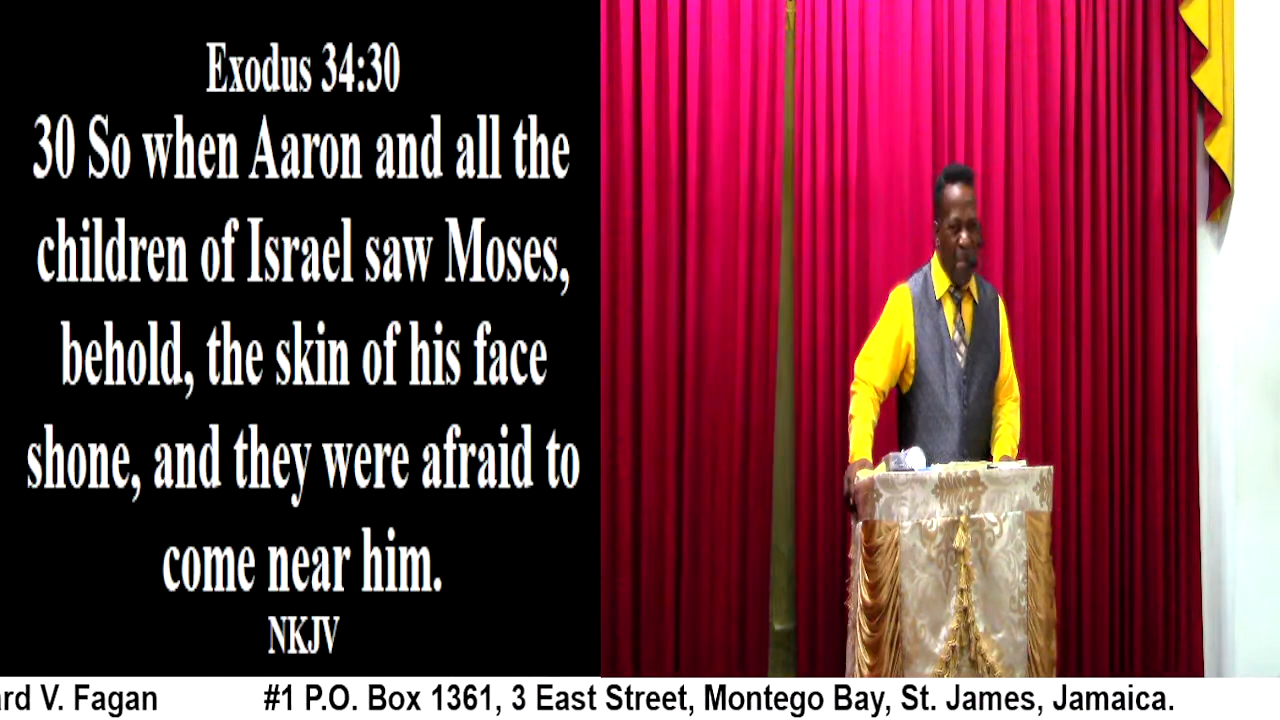 Exodus 34:30
30 So when Aaron and all the
children of Israel saw Moses,
behold, the skin of his face
shone, and they were afraid to
come near him.
NKJV
V. Fagan #1 P.O. Box 1361, 3 East Street, Montego Bay, St. James, Jamaica.